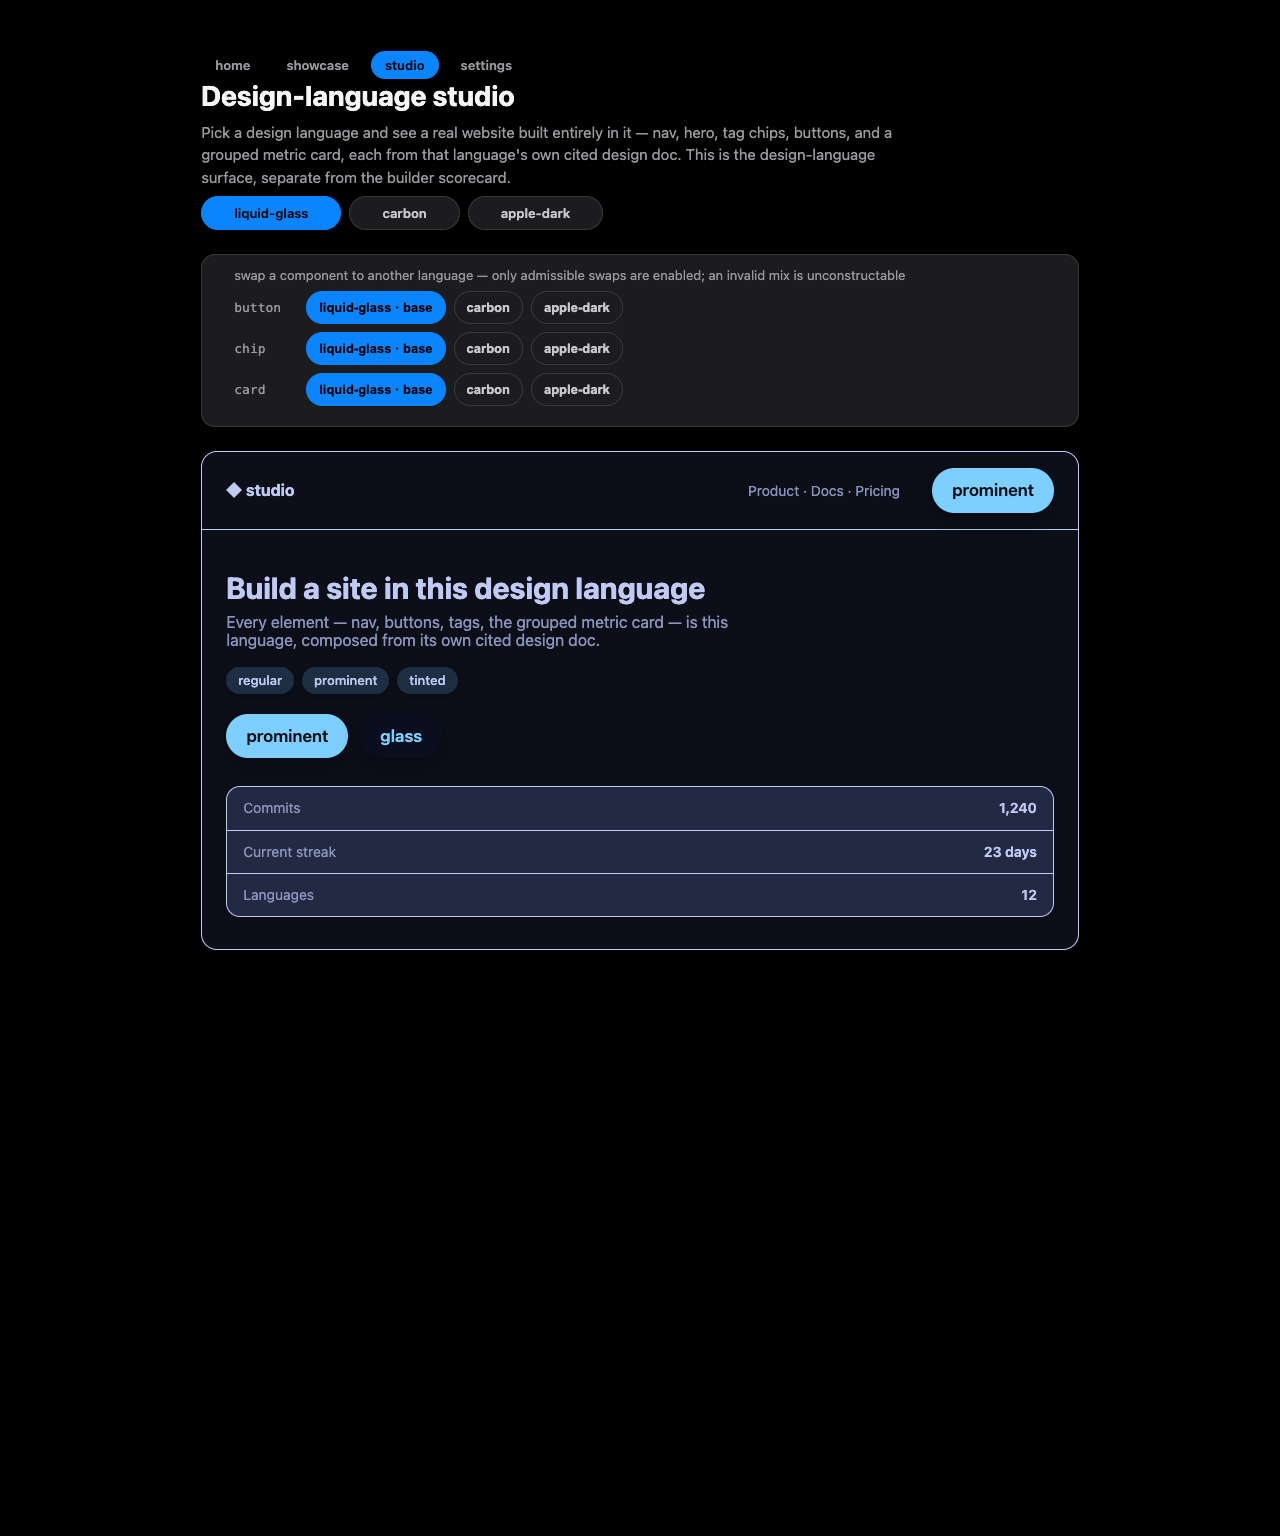 home showcase studio settings
Design-language studio
Pick a design language and see a real website built entirely in it — nav, hero, tag chips, buttons, and a
grouped metric card, each from that language's own cited design doc. This is the design-language
surface, separate from the builder scorecard.
liquid-glass carbon apple-dark
swap a component to another language — only admissible swaps are enabled; an invalid mix is unconstructable
button liquid-glass · base carbon apple-dark
chip liquid-glass · base carbon apple-dark
card liquid-glass · base carbon apple-dark
◆ studio Product · Docs · Pricing prominent
Build a site in this design language
Every element — nav, buttons, tags, the grouped metric card — is this
language, composed from its own cited design doc.
regular prominent tinted
prominent glass
Commits 1,240
Current streak 23 days
Languages 12